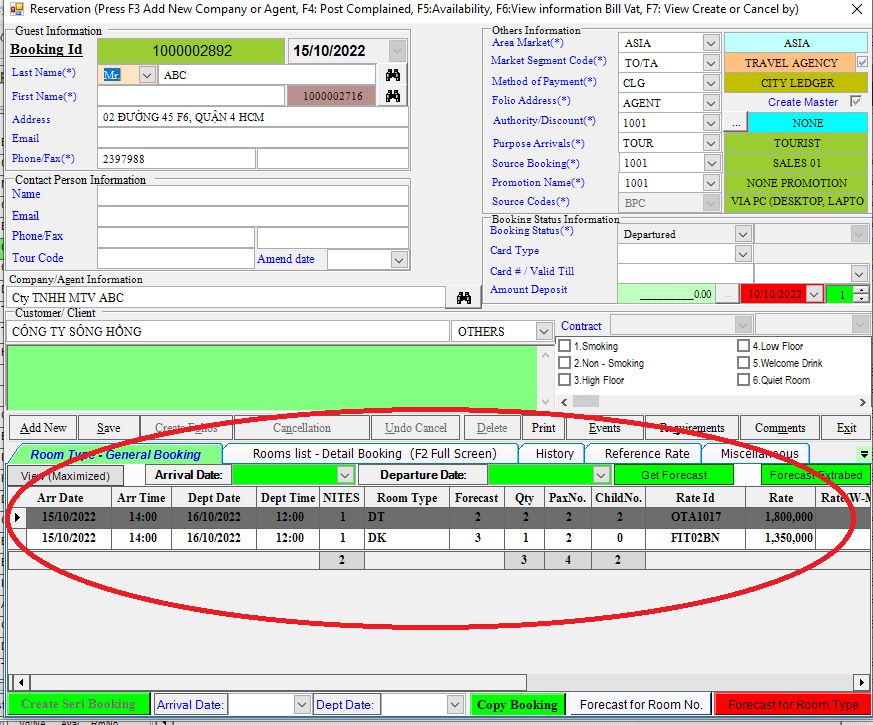 Reservation (Press F3 Add New Company or Agent, F4: Post Complained, F5:Availability, F6:View information Bill Vat, F7: View Create or Cancel by)
Guest Information
Booking Id 1000002892 15/10/2022
Last Name(*) Mr. ABC
First Name(*) 1000002716
Address 02 ĐƯỜNG 45 F6, QUẬN 4 HCM
Email
Phone/Fax(*) 2397988
Contact Person Information
Name
Email
Phone/Fax
Tour Code Amend date
Company/Agent Information
Cty TNHH MTV ABC
Customer/ Client
CÔNG TY SÔNG HỒNG OTHERS
Others Information
Area Market(*) ASIA ASIA
Market Segment Code(*) TO/TA TRAVEL AGENCY
Method of Payment(*) CLG CITY LEDGER
Folio Address(*) AGENT Create Master
Authority/Discount(*) 1001 ... NONE
Purpose Arrivals(*) TOUR TOURIST
Source Booking(*) 1001 SALES 01
Promotion Name(*) 1001 NONE PROMOTION
Source Codes(*) BPC VIA PC (DESKTOP, LAPTO
Booking Status Information
Booking Status(*) Departured
Card Type
Card # / Valid Till
Amount Deposit _________0.00 ... 10/10/2022 1
Contract
1.Smoking 4.Low Floor
2.Non - Smoking 5.Welcome Drink
3.High Floor 6.Quiet Room
Add New Save Create Folios Cancellation Undo Cancel Delete Print Events Requirements Comments Exit
Room Type - General Booking Rooms list - Detail Booking (F2 Full Screen) History Reference Rate Miscellaneous
View (Maximized) Arrival Date: Departure Date: Get Forecast Forecast Extrabed
Arr Date Arr Time Dept Date Dept Time NITES Room Type Forecast Qty PaxNo. ChildNo. Rate Id Rate Rate W-M
15/10/2022 14:00 16/10/2022 12:00 1 DT 2 2 2 2 OTA1017 1,800,000
15/10/2022 14:00 16/10/2022 12:00 1 DK 3 1 2 0 FIT02BN 1,350,000
2 3 4 2
Create Seri Booking Arrival Date: Dept Date: Copy Booking Forecast for Room No. Forecast for Room Type